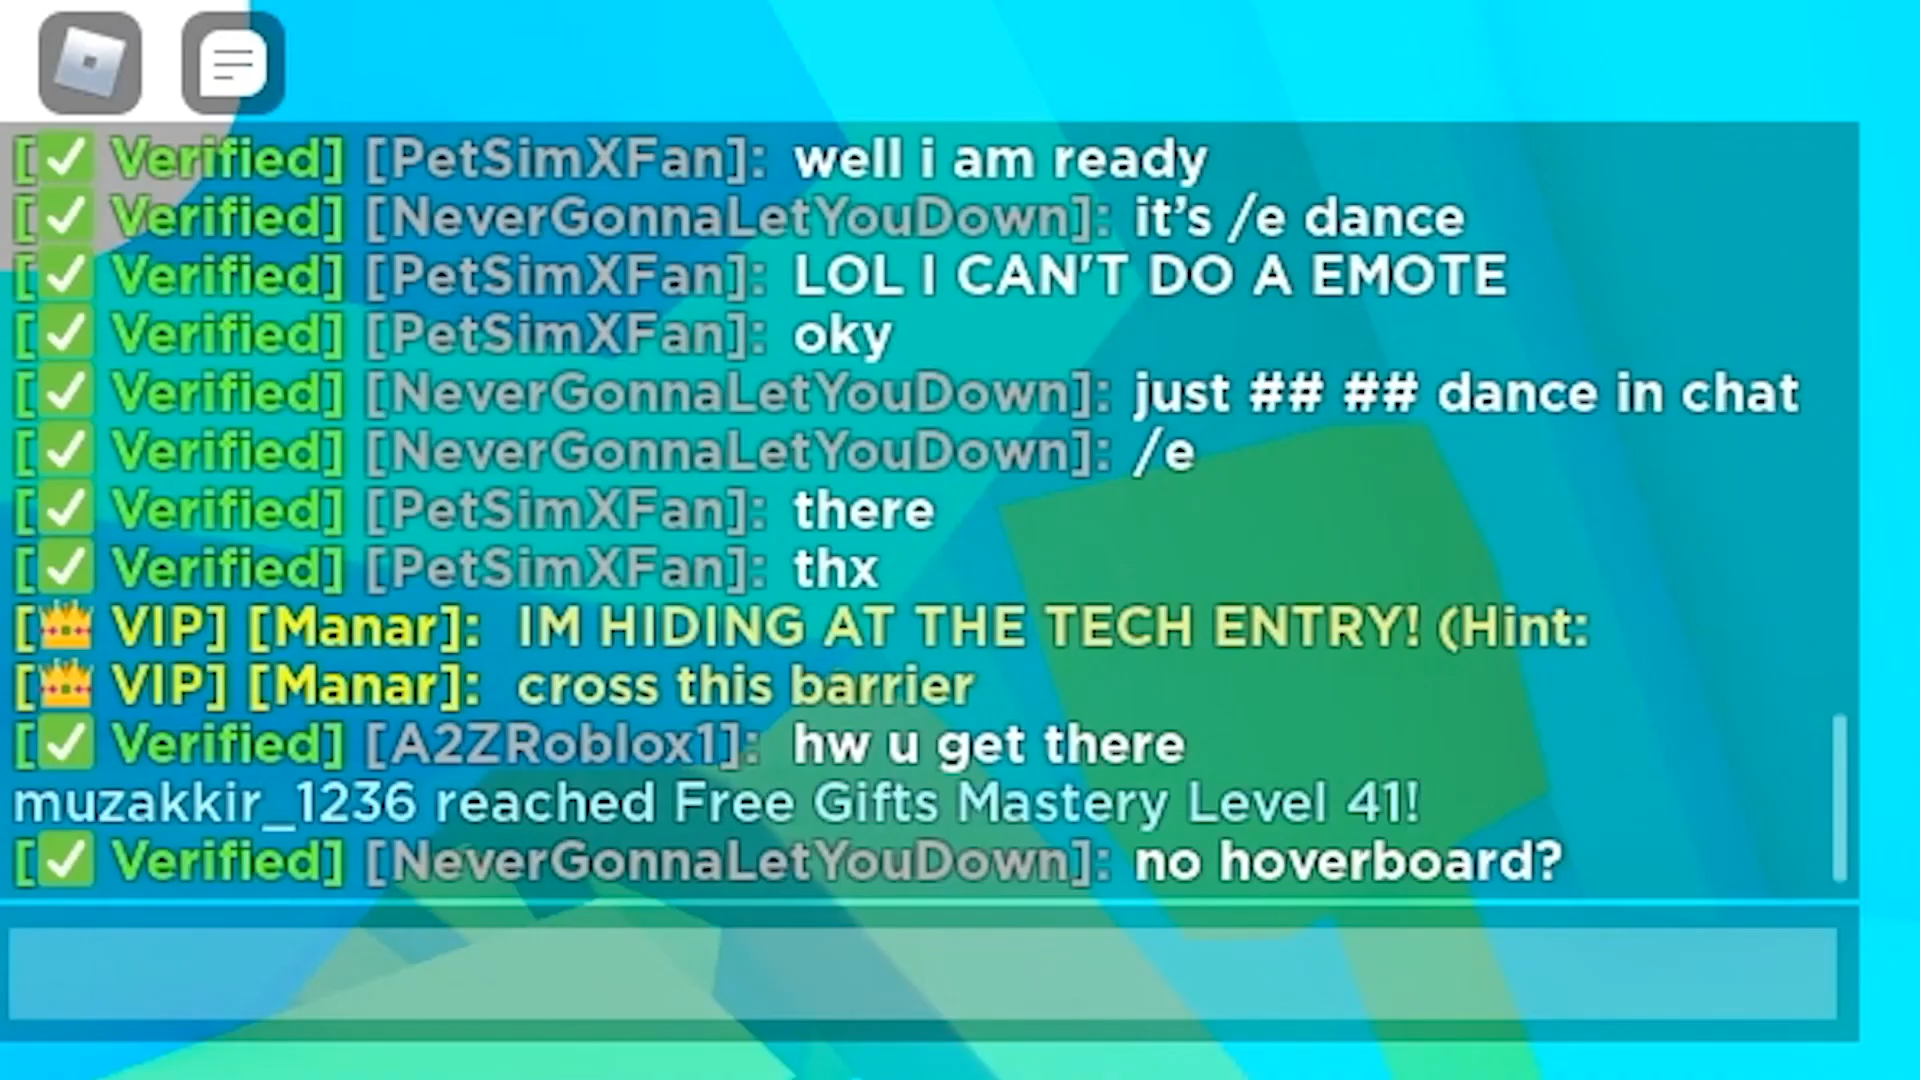 [✅ Verified] [PetSimXFan]: well i am ready
[✅ Verified] [NeverGonnaLetYouDown]: it’s /e dance
[✅ Verified] [PetSimXFan]: LOL I CAN'T DO A EMOTE
[✅ Verified] [PetSimXFan]: oky
[✅ Verified] [NeverGonnaLetYouDown]: just ## ## dance in chat
[✅ Verified] [NeverGonnaLetYouDown]: /e
[✅ Verified] [PetSimXFan]: there
[✅ Verified] [PetSimXFan]: thx
[👑 VIP] [Manar]: IM HIDING AT THE TECH ENTRY! (Hint:
[👑 VIP] [Manar]: cross this barrier
[✅ Verified] [A2ZRoblox1]: hw u get there
muzakkir_1236 reached Free Gifts Mastery Level 41!
[✅ Verified] [NeverGonnaLetYouDown]: no hoverboard?